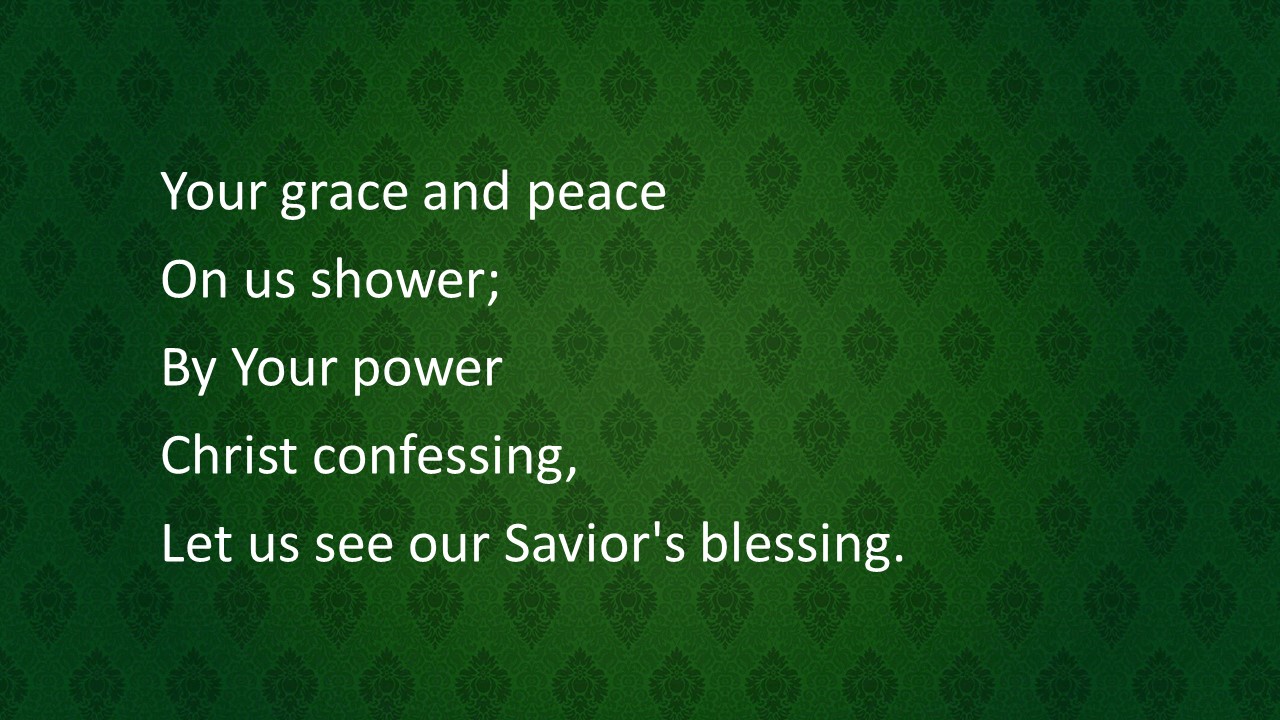 Your grace and peace
On us shower;
By Your power
Christ confessing,
Let us see our Savior's blessing.